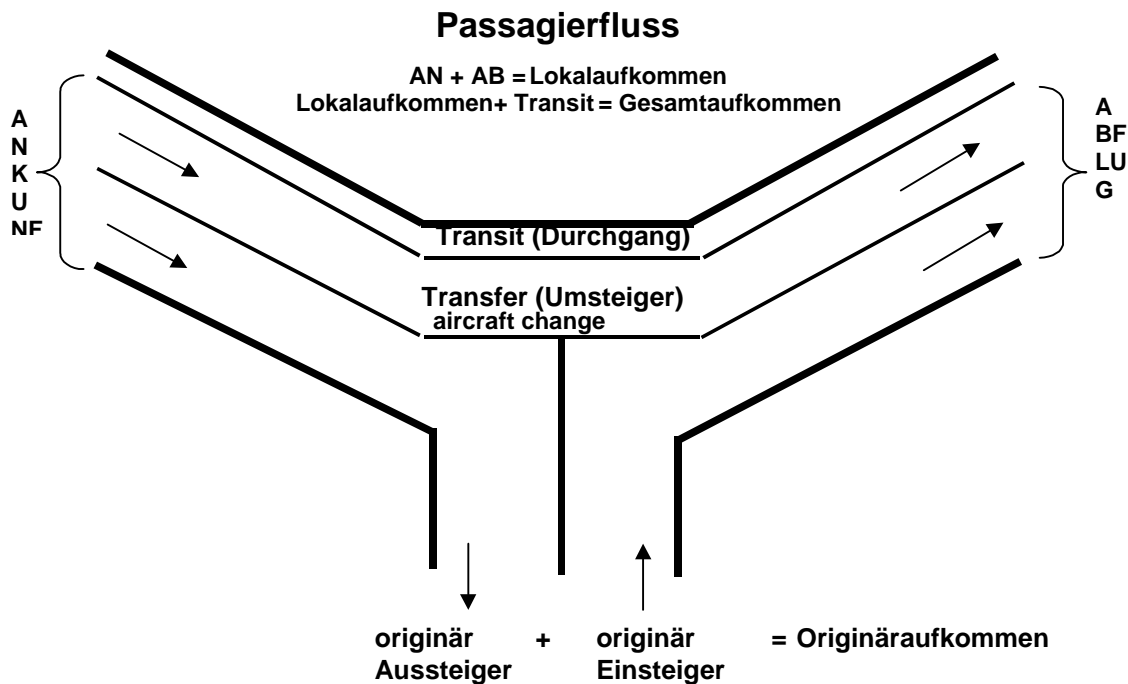 Passagierfluss
AN + AB = Lokalaufkommen
Lokalaufkommen+ Transit = Gesamtaufkommen
A
N
K
U
NF
A
BF
LU
G
Transit (Durchgang)
Transfer (Umsteiger)
aircraft change
originär + originär = Originäraufkommen
Aussteiger Einsteiger